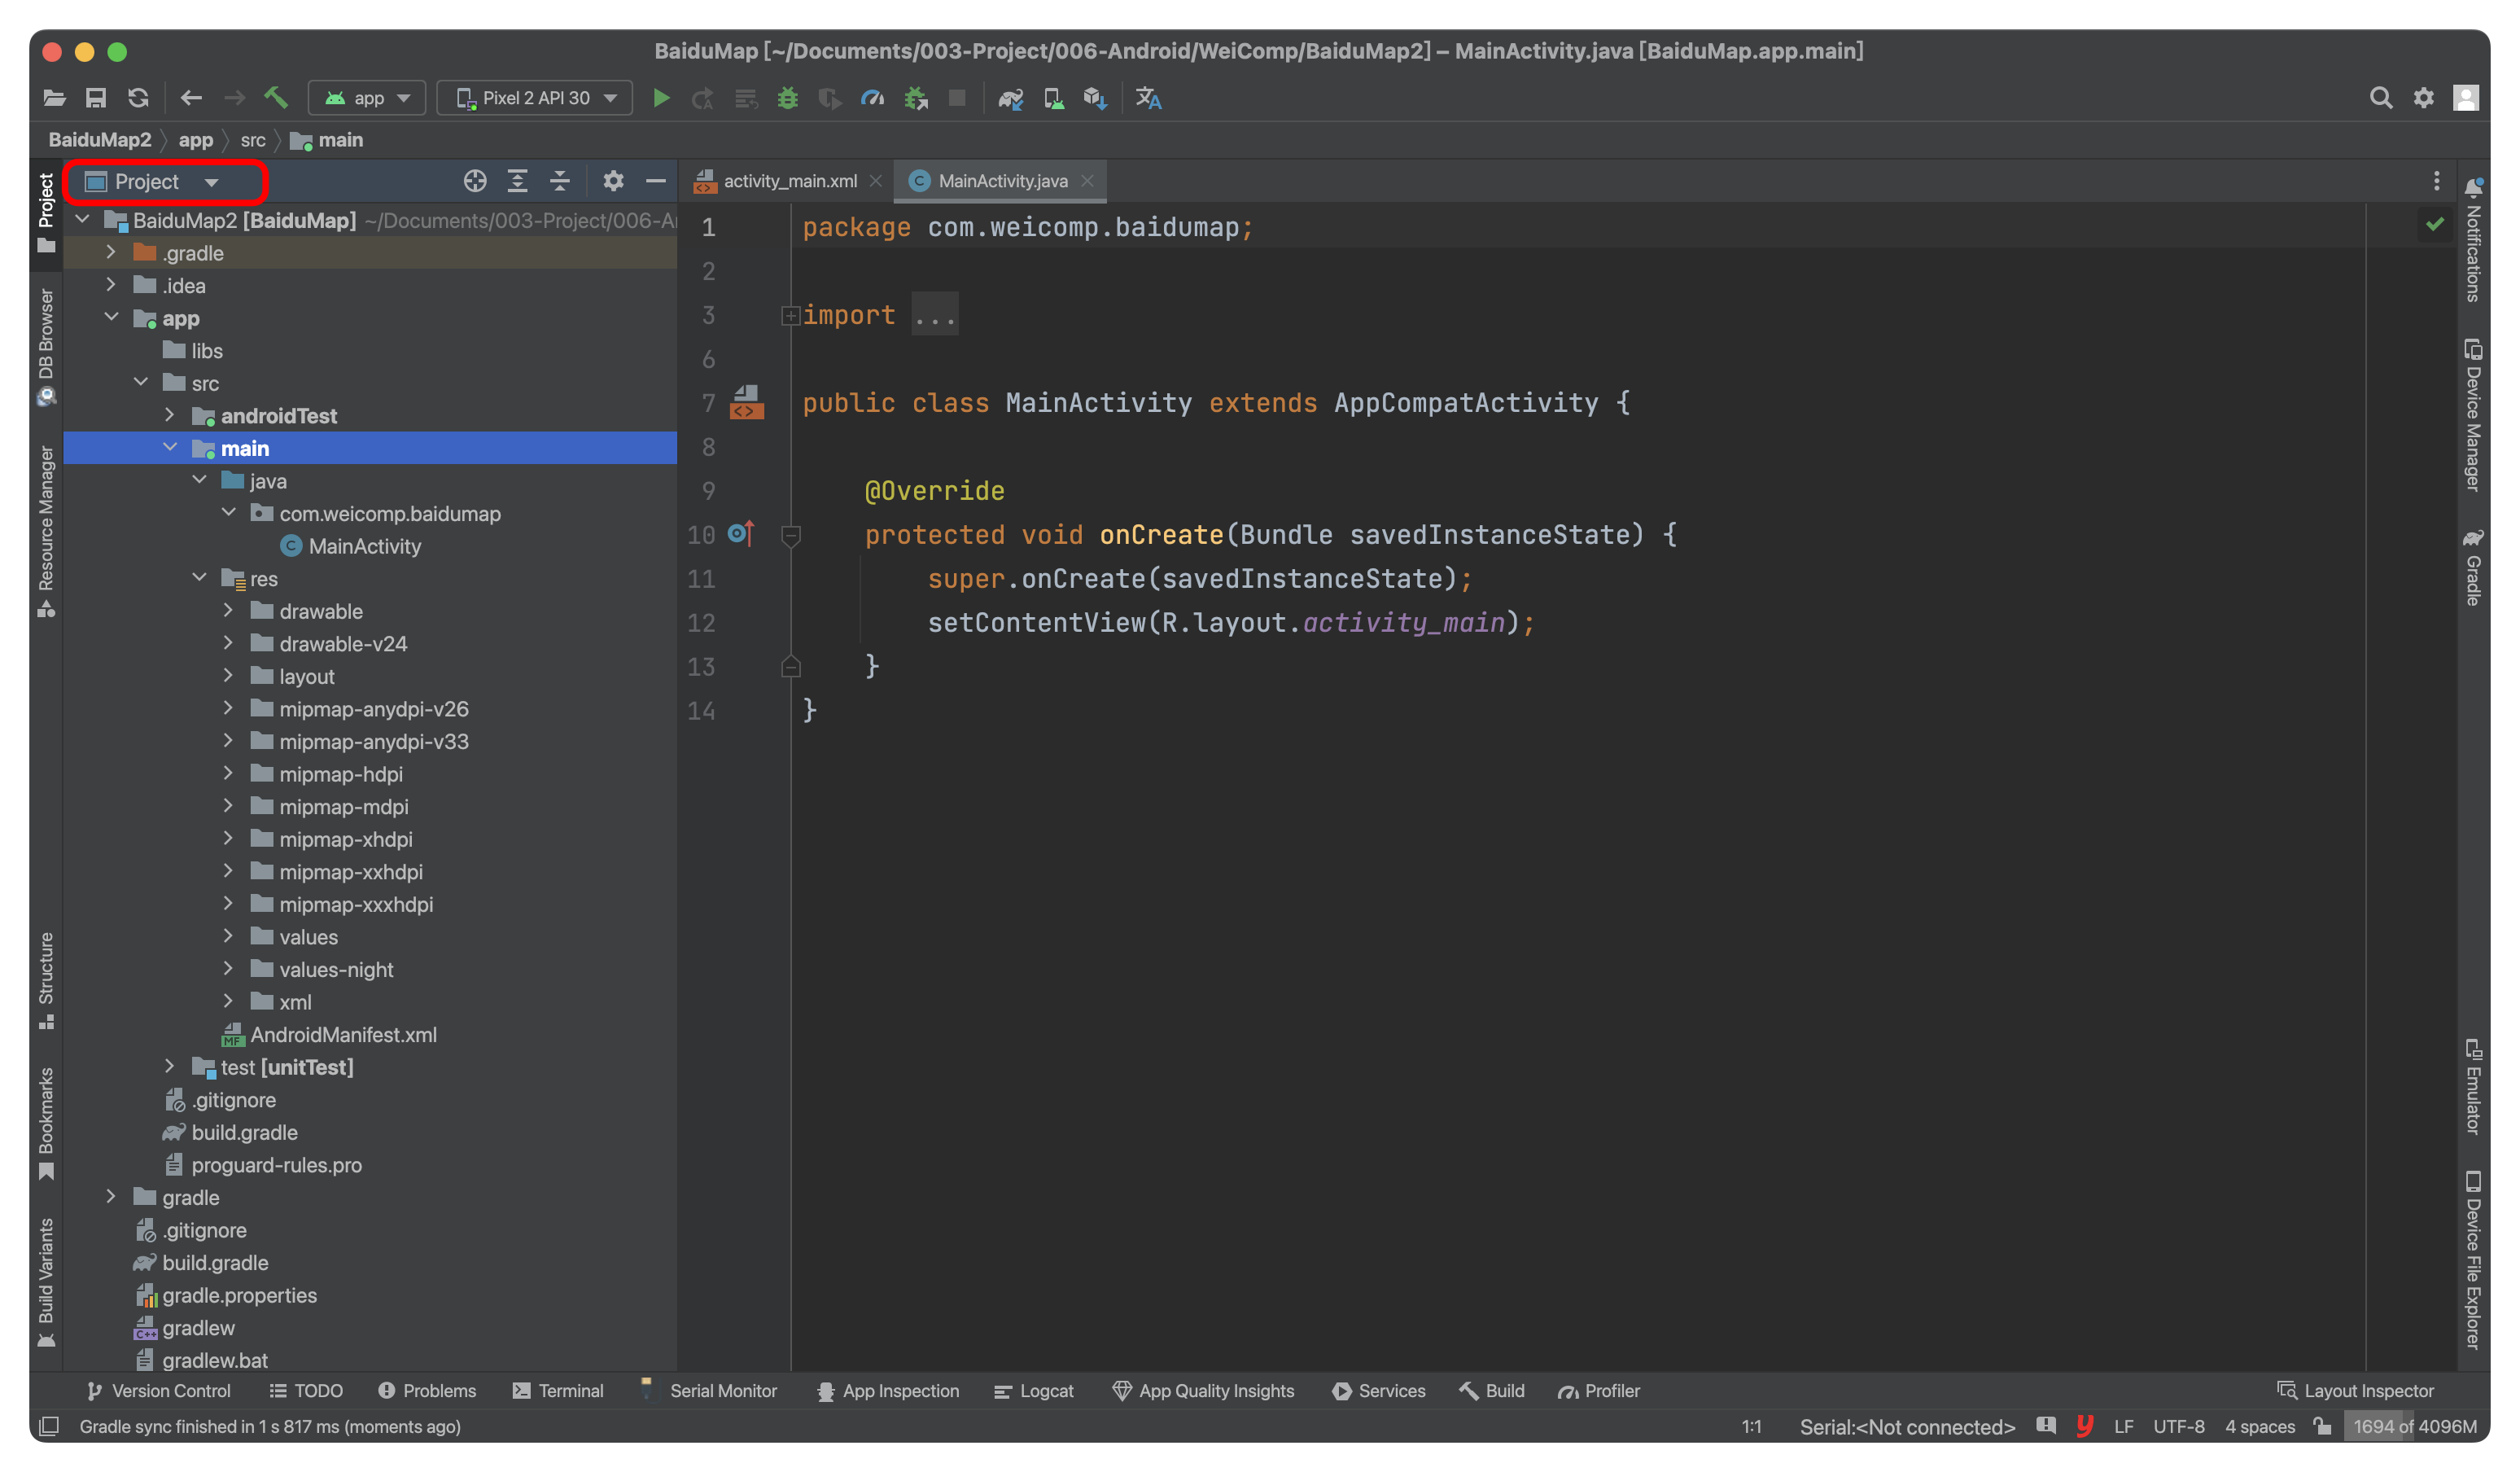 BaiduMap [~/Documents/003-Project/006-Android/WeiComp/BaiduMap2] – MainActivity.java [BaiduMap.app.main]
app
Pixel 2 API 30
BaiduMap2
app
src
main
Project
Project
DB Browser
Resource Manager
Structure
Bookmarks
Build Variants
BaiduMap2 [BaiduMap] ~/Documents/003-Project/006-A
.gradle
.idea
app
libs
src
androidTest
main
java
com.weicomp.baidumap
MainActivity
res
drawable
drawable-v24
layout
mipmap-anydpi-v26
mipmap-anydpi-v33
mipmap-hdpi
mipmap-mdpi
mipmap-xhdpi
mipmap-xxhdpi
mipmap-xxxhdpi
values
values-night
xml
AndroidManifest.xml
test [unitTest]
.gitignore
build.gradle
proguard-rules.pro
gradle
.gitignore
build.gradle
gradle.properties
gradlew
gradlew.bat
activity_main.xml
MainActivity.java
1 package com.weicomp.baidumap;
2
3 import ...
6
7 public class MainActivity extends AppCompatActivity {
8
9 @Override
10 protected void onCreate(Bundle savedInstanceState) {
11 super.onCreate(savedInstanceState);
12 setContentView(R.layout.activity_main);
13 }
14 }
Notifications
Device Manager
Gradle
Emulator
Device File Explorer
Version Control
TODO
Problems
Terminal
Serial Monitor
App Inspection
Logcat
App Quality Insights
Services
Build
Profiler
Layout Inspector
Gradle sync finished in 1 s 817 ms (moments ago)
1:1
Serial:<Not connected>
LF
UTF-8
4 spaces
1694 of 4096M